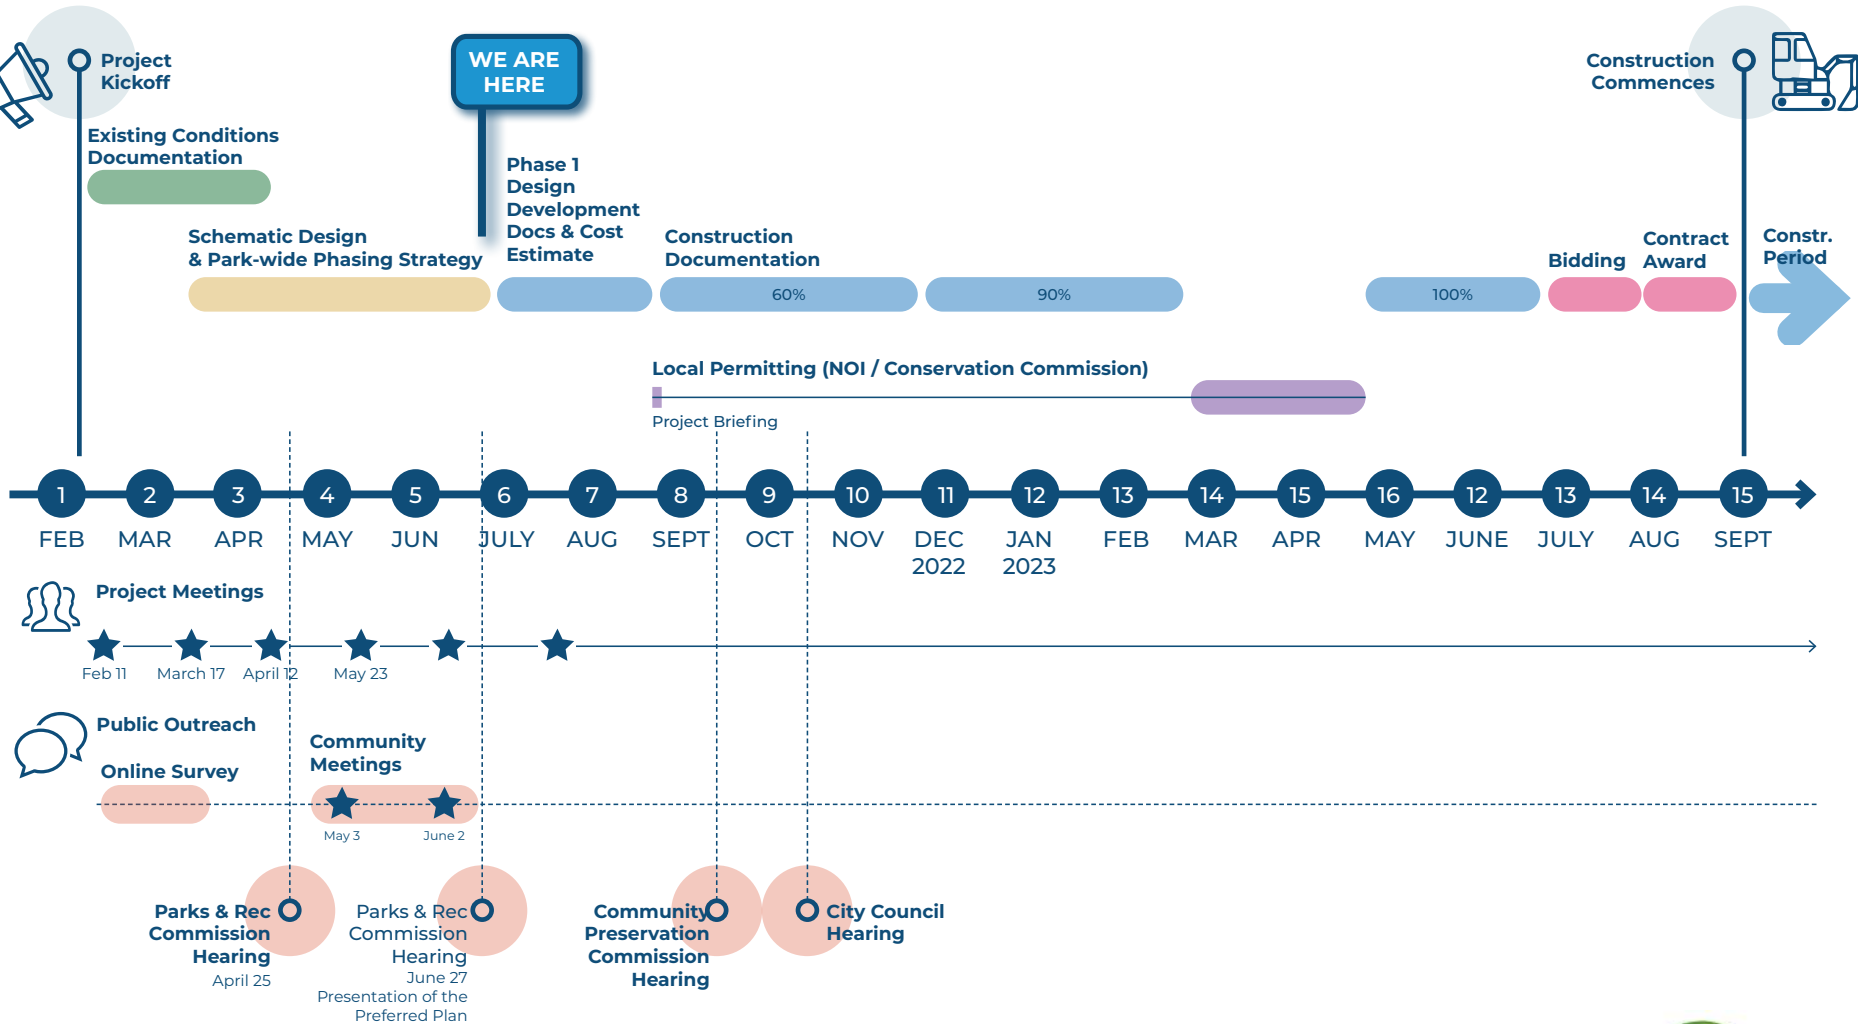 Project
Kickoff
WE ARE
HERE
Construction
Commences
Existing Conditions
Documentation
Schematic Design
& Park-wide Phasing Strategy
Phase 1
Design
Development
Docs & Cost
Estimate
Construction
Documentation
60%
90%
100%
Bidding
Contract
Award
Constr.
Period
Local Permitting (NOI / Conservation Commission)
Project Briefing
1 2 3 4 5 6 7 8 9 10 11 12 13 14 15 16 12 13 14 15
FEB MAR APR MAY JUN JULY AUG SEPT OCT NOV DEC JAN FEB MAR APR MAY JUNE JULY AUG SEPT
2022 2023
Project Meetings
Feb 11 March 17 April 12 May 23
Public Outreach
Online Survey
Community
Meetings
May 3 June 2
Parks & Rec
Commission
Hearing
April 25
Parks & Rec
Commission
Hearing
June 27
Presentation of the
Preferred Plan
Community
Preservation
Commission
Hearing
City Council
Hearing